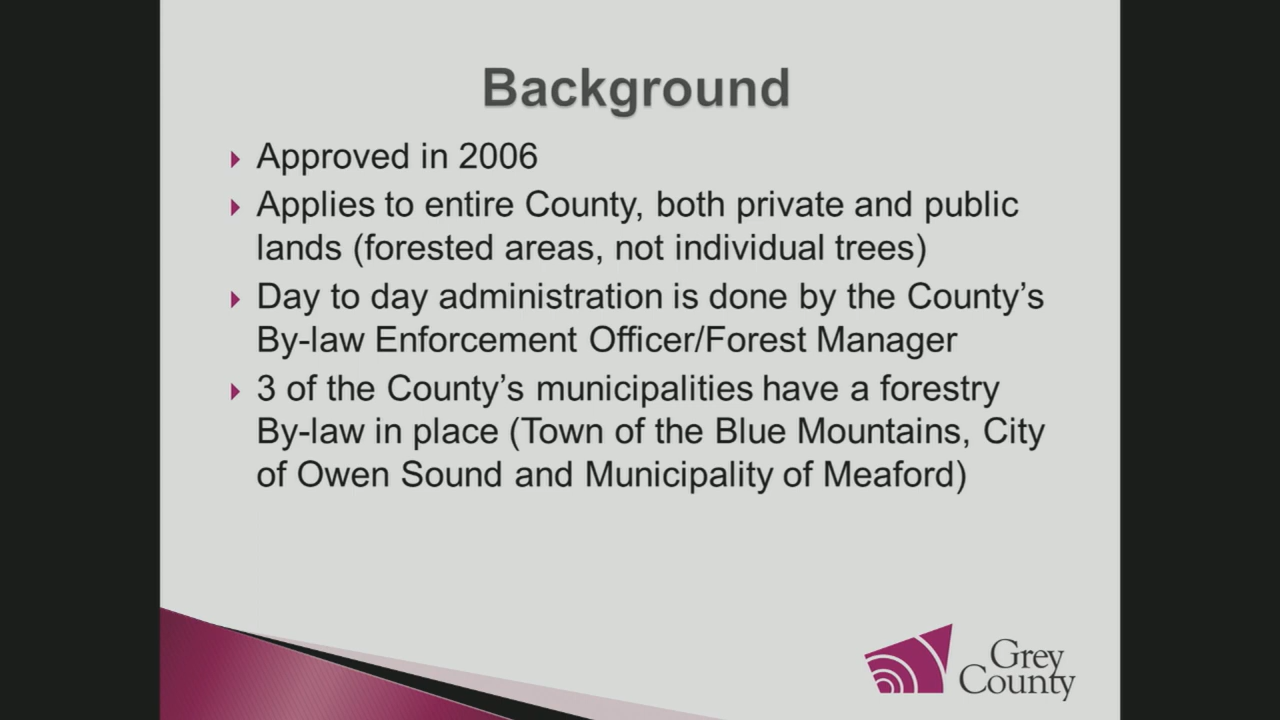 Background
Approved in 2006
Applies to entire County, both private and public
lands (forested areas, not individual trees)
Day to day administration is done by the County’s
By-law Enforcement Officer/Forest Manager
3 of the County’s municipalities have a forestry
By-law in place (Town of the Blue Mountains, City
of Owen Sound and Municipality of Meaford)
Grey
County